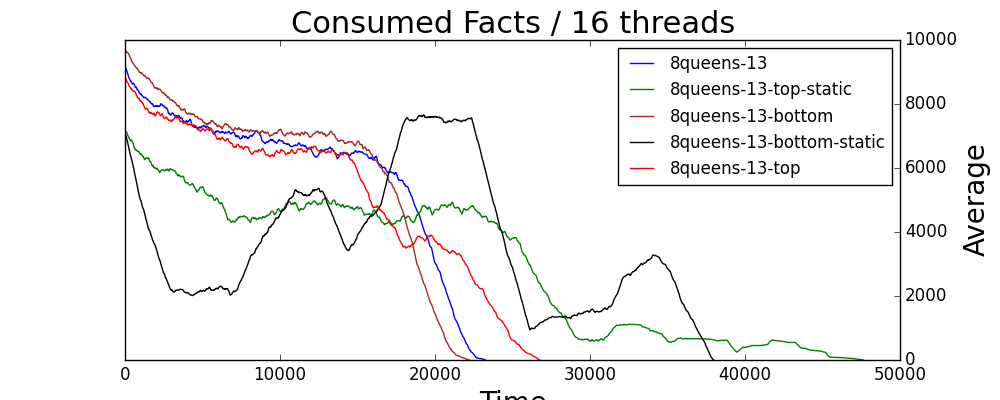 Consumed Facts / 16 threads
8queens-13
8queens-13-top-static
8queens-13-bottom
8queens-13-bottom-static
8queens-13-top
10000
8000
6000
4000
2000
0
Average
0 10000 20000 30000 40000 50000
Time